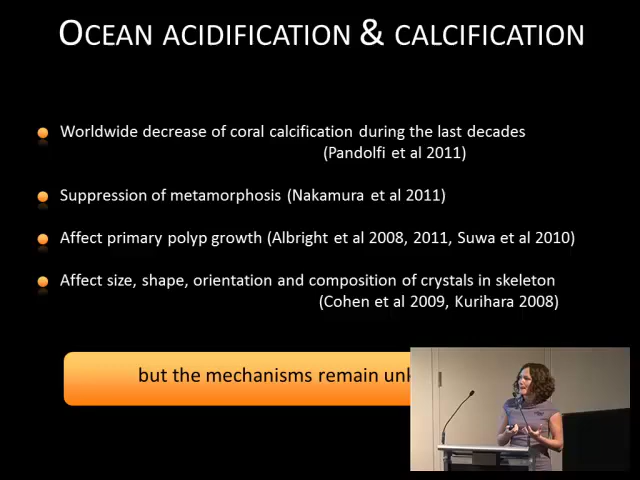 OCEAN ACIDIFICATION & CALCIFICATION
Worldwide decrease of coral calcification during the last decades
(Pandolfi et al 2011)
Suppression of metamorphosis (Nakamura et al 2011)
Affect primary polyp growth (Albright et al 2008, 2011, Suwa et al 2010)
Affect size, shape, orientation and composition of crystals in skeleton
(Cohen et al 2009, Kurihara 2008)
but the mechanisms remain